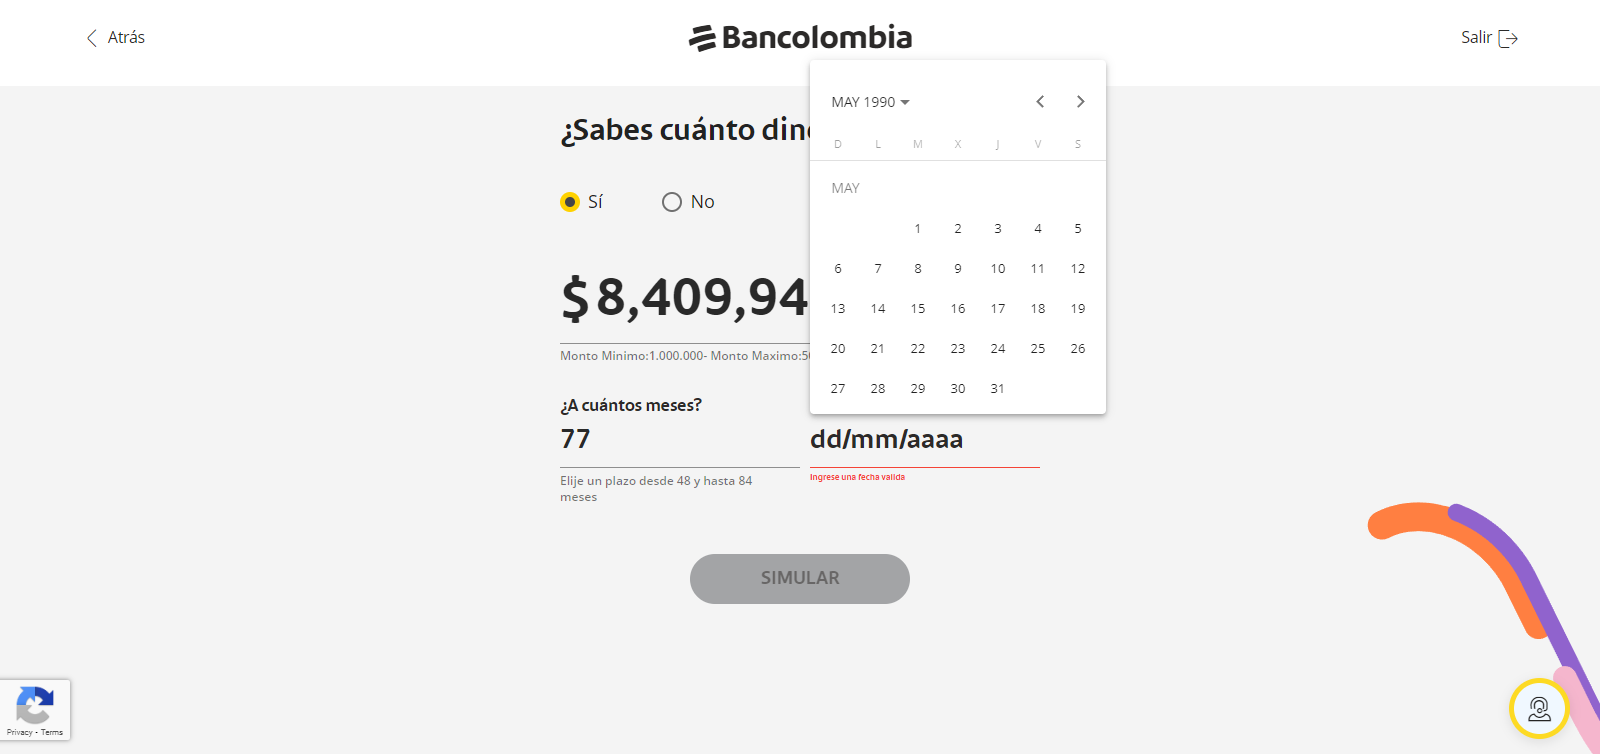 Atrás
Bancolombia
Salir
¿Sabes cuánto din
Sí
No
$8,409,94
Monto Minimo:1.000.000- Monto Maximo:5
MAY 1990
D L M X J V S
MAY
1 2 3 4 5
6 7 8 9 10 11 12
13 14 15 16 17 18 19
20 21 22 23 24 25 26
27 28 29 30 31
¿A cuántos meses?
77
Elije un plazo desde 48 y hasta 84
meses
dd/mm/aaaa
Ingrese una fecha valida
SIMULAR
Privacy - Terms